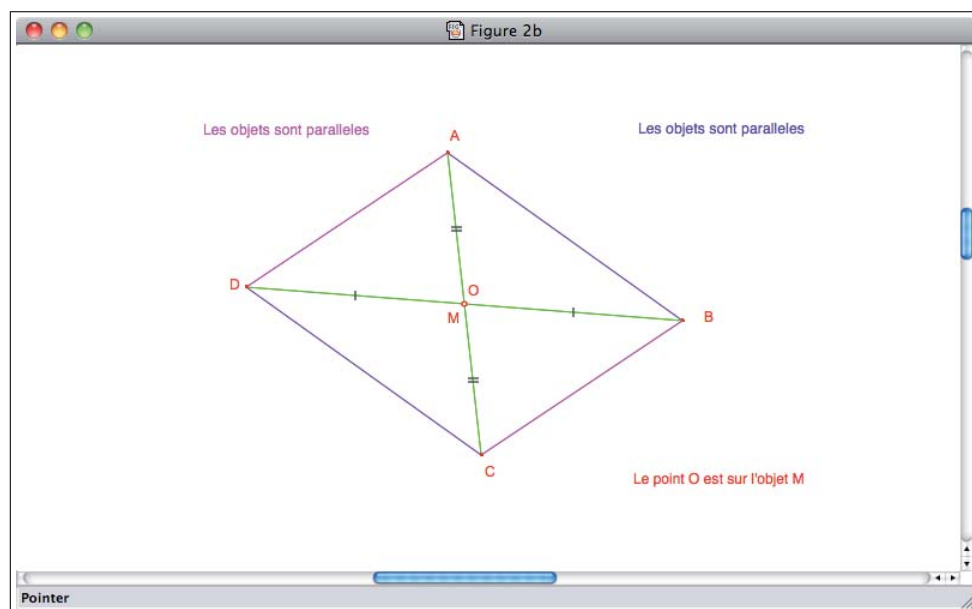 Figure 2b
Les objets sont paralleles
Les objets sont paralleles
A
D
O
M
B
C
Le point O est sur l'objet M
Pointer